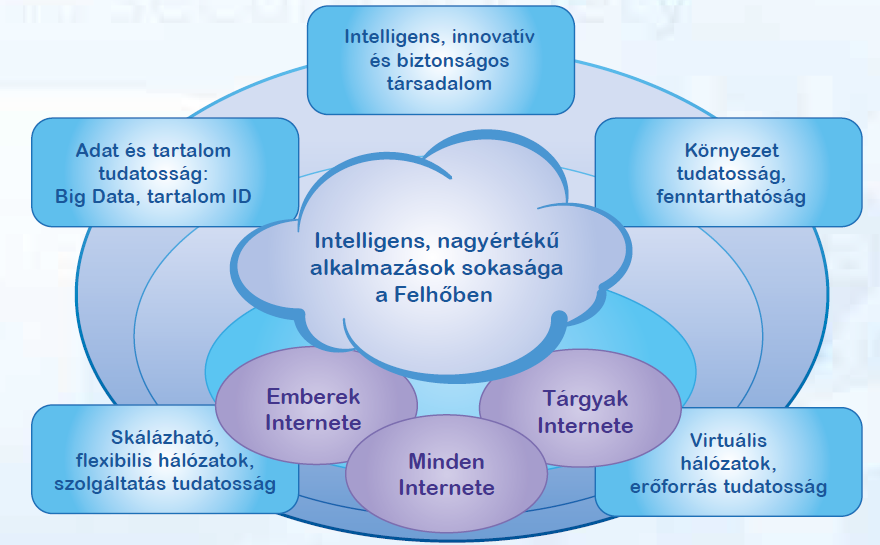 Intelligens, innovatív
és biztonságos
társadalom
Adat és tartalom
tudatosság:
Big Data, tartalom ID
Környezet
tudatosság,
fenntarthatóság
Intelligens, nagyértékű
alkalmazások sokasága
a Felhőben
Emberek
Internete
Tárgyak
Internete
Minden
Internete
Skálázható,
flexibilis hálózatok,
szolgáltatás tudatosság
Virtuális
hálózatok,
erőforrás tudatosság